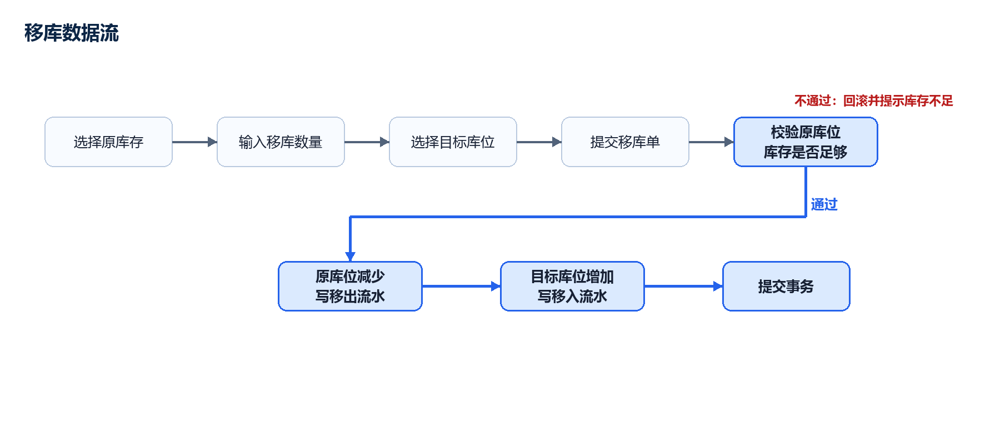 移库数据流
不通过：回滚并提示库存不足
选择原库存
输入移库数量
选择目标库位
提交移库单
校验原库位
库存是否足够
通过
原库位减少
写移出流水
目标库位增加
写移入流水
提交事务